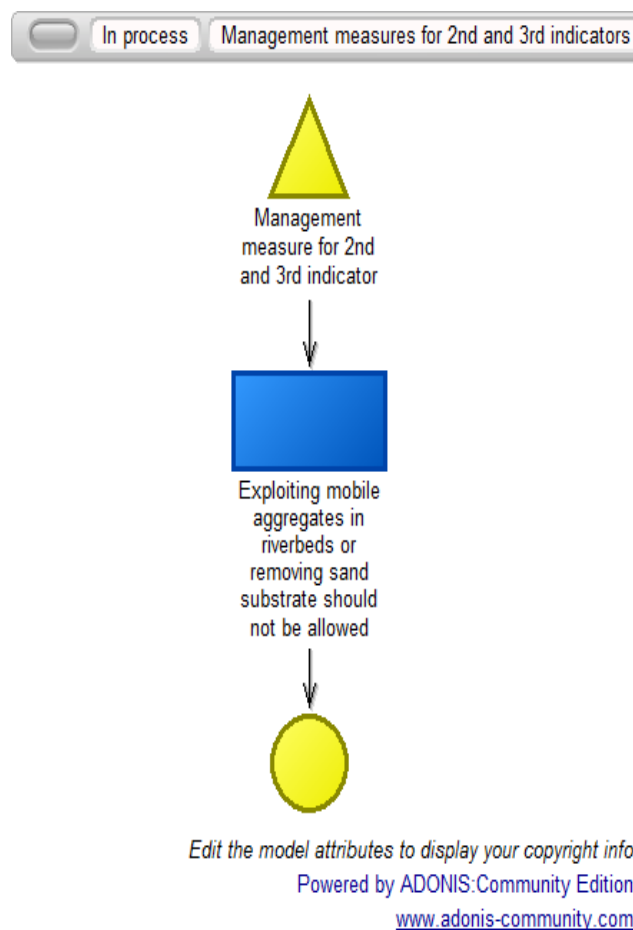 In process Management measures for 2nd and 3rd indicators
Management
measure for 2nd
and 3rd indicator
Exploiting mobile
aggregates in
riverbeds or
removing sand
substrate should
not be allowed
Edit the model attributes to display your copyright info
Powered by ADONIS:Community Edition
www.adonis-community.com